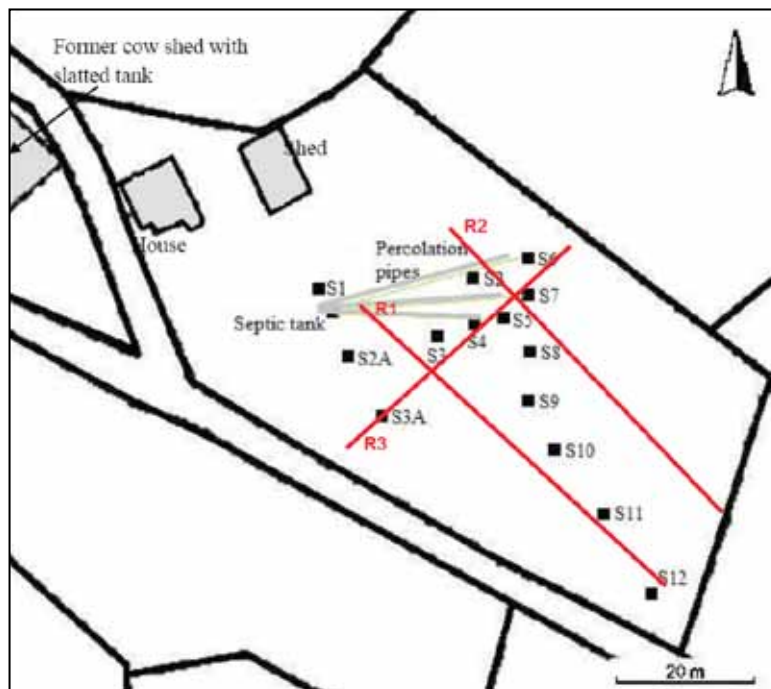 Former cow shed with
slatted tank
Shed
House
R2
Percolation
pipes
S6
S2
S1
S7
R1
Septic tank
S5
S4
S3
S8
S2A
S9
S3A
R3
S10
S11
S12
20 m